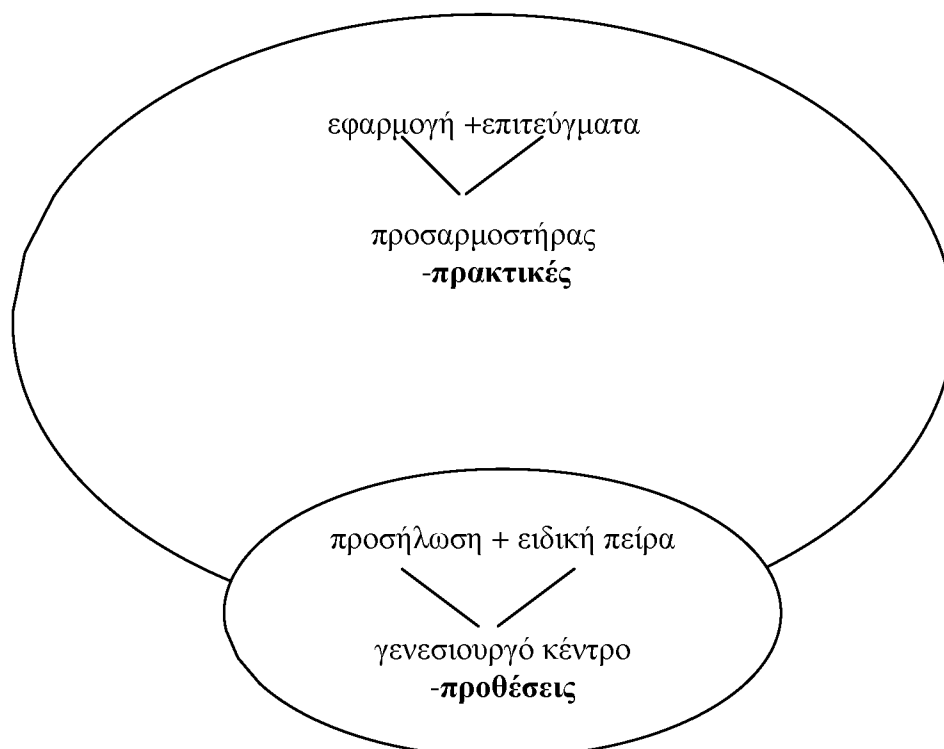 εφαρμογή +επιτεύγματα
προσαρμοστήρας
-πρακτικές
προσήλωση + ειδική πείρα
γενεσιουργό κέντρο
-προθέσεις